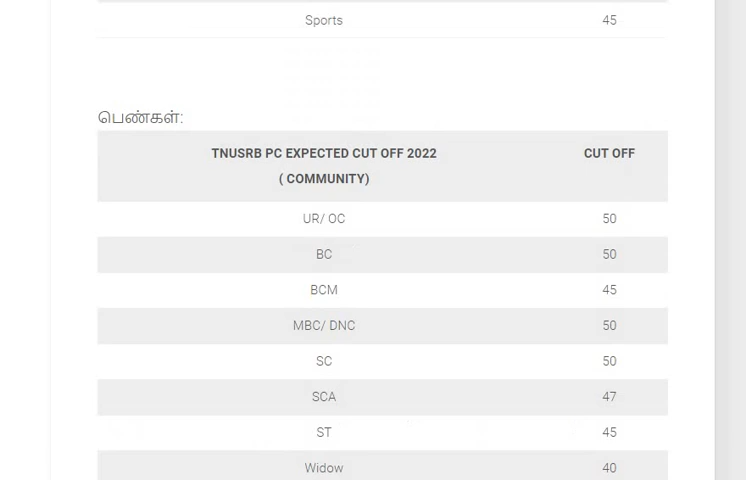 Sports 45
பெண்கள்:
TNUSRB PC EXPECTED CUT OFF 2022 CUT OFF
( COMMUNITY)
UR/ OC 50
BC 50
BCM 45
MBC/ DNC 50
SC 50
SCA 47
ST 45
Widow 40